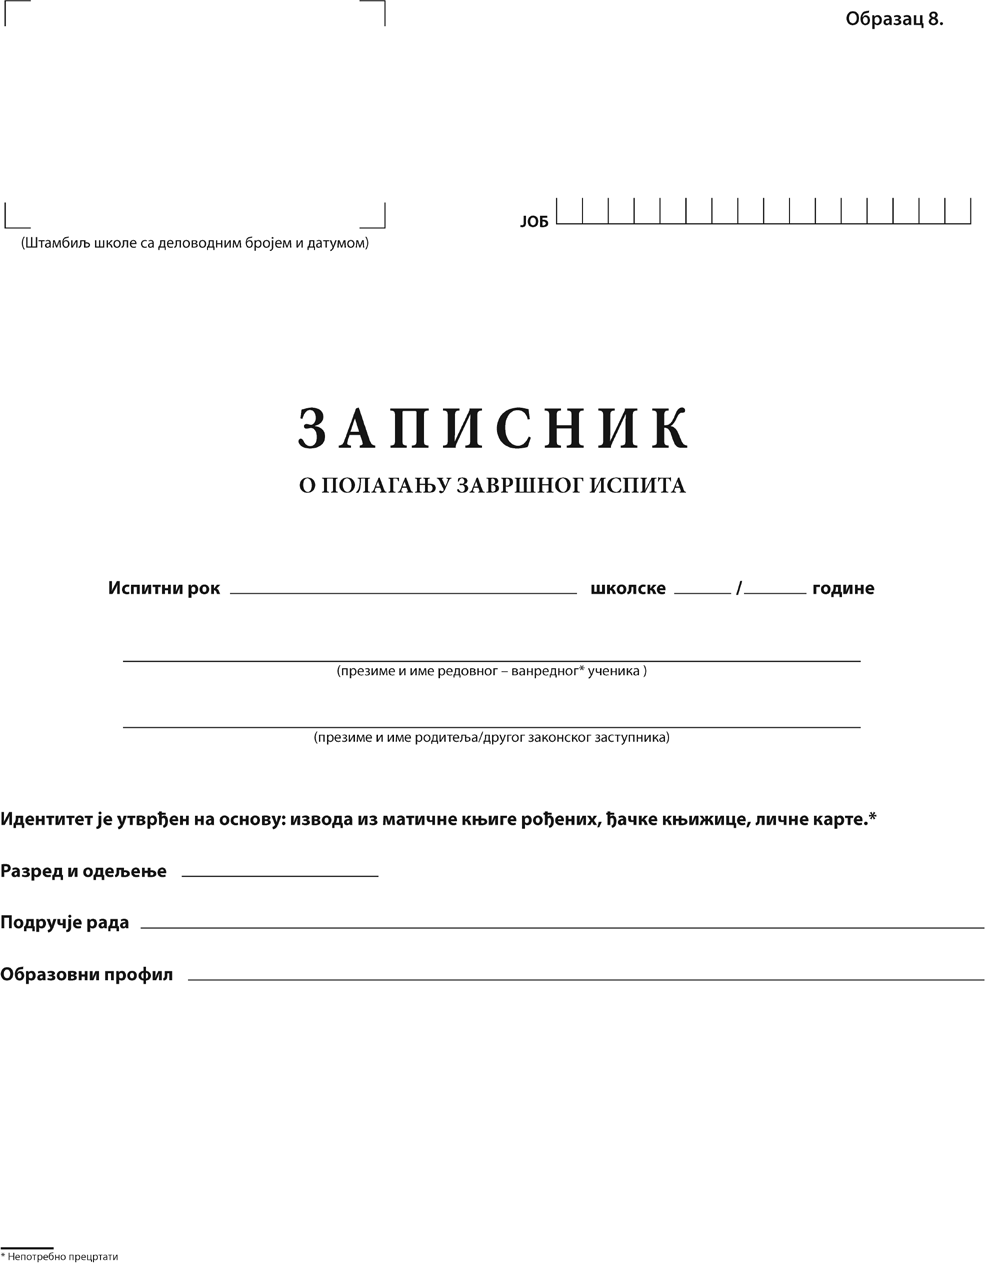 Образац 8.
ЈОБ
(Штамбиљ школе са деловодним бројем и датумом)
ЗАПИСНИК
О ПОЛАГАЊУ ЗАВРШНОГ ИСПИТА
Испитни рок школске / године
(презиме и име редовног – ванредног* ученика )
(презиме и име родитеља/другог законског заступника)
Идентитет је утврђен на основу: извода из матичне књиге рођених, ђачке књижице, личне карте.*
Разред и одељење
Подручје рада
Образовни профил
* Непотребно прецртати